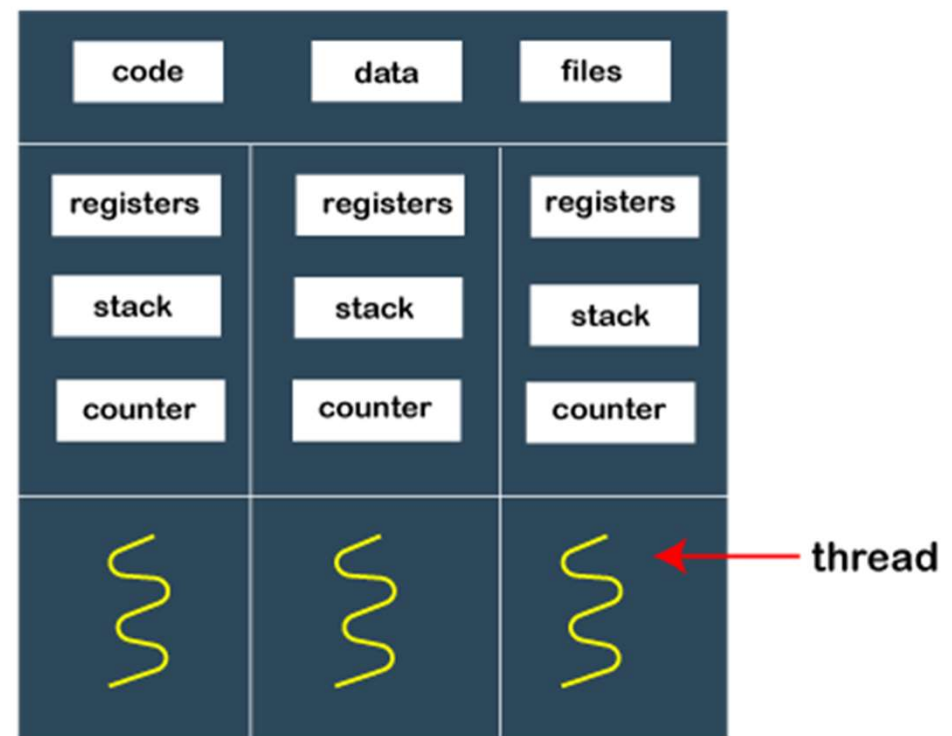 code data files
registers registers registers
stack stack stack
counter counter counter
thread